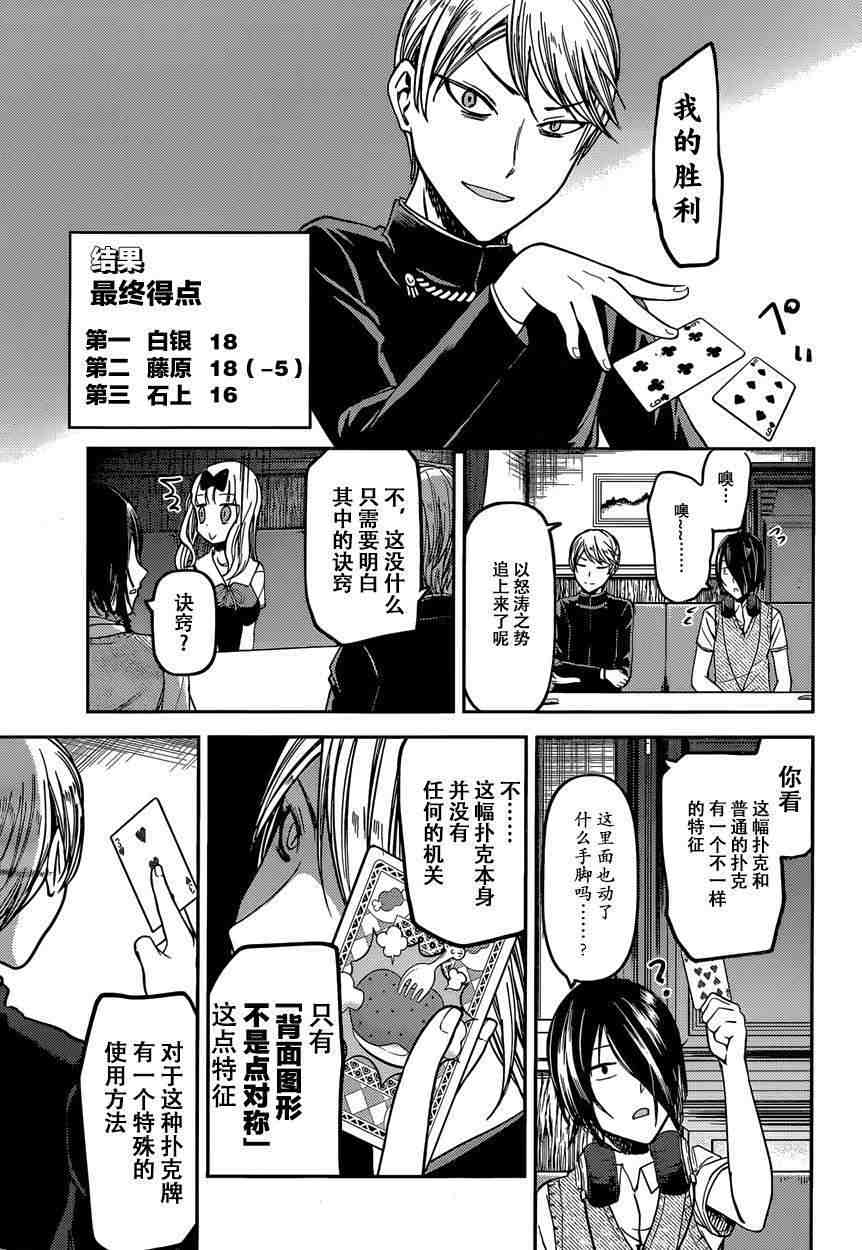 我的胜利
ペ
い
结果
最终得点
第一 白银 18
第二 藤原 18（−5）
第三 石上 16
噢…
噢~~……
以怒涛之势
追上来了呢
不，这没什么
只需要明白
其中的诀窍
诀窍？
你看
这幅扑克和
普通的扑克
有一个不一样
的特征
这里面也动了
什么手脚吗……？
?
不……
这幅扑克本身
并没有
任何的机关
只有
「背面图形
不是点对称」
这点特征
对于这种扑克牌
有一个特殊的
使用方法